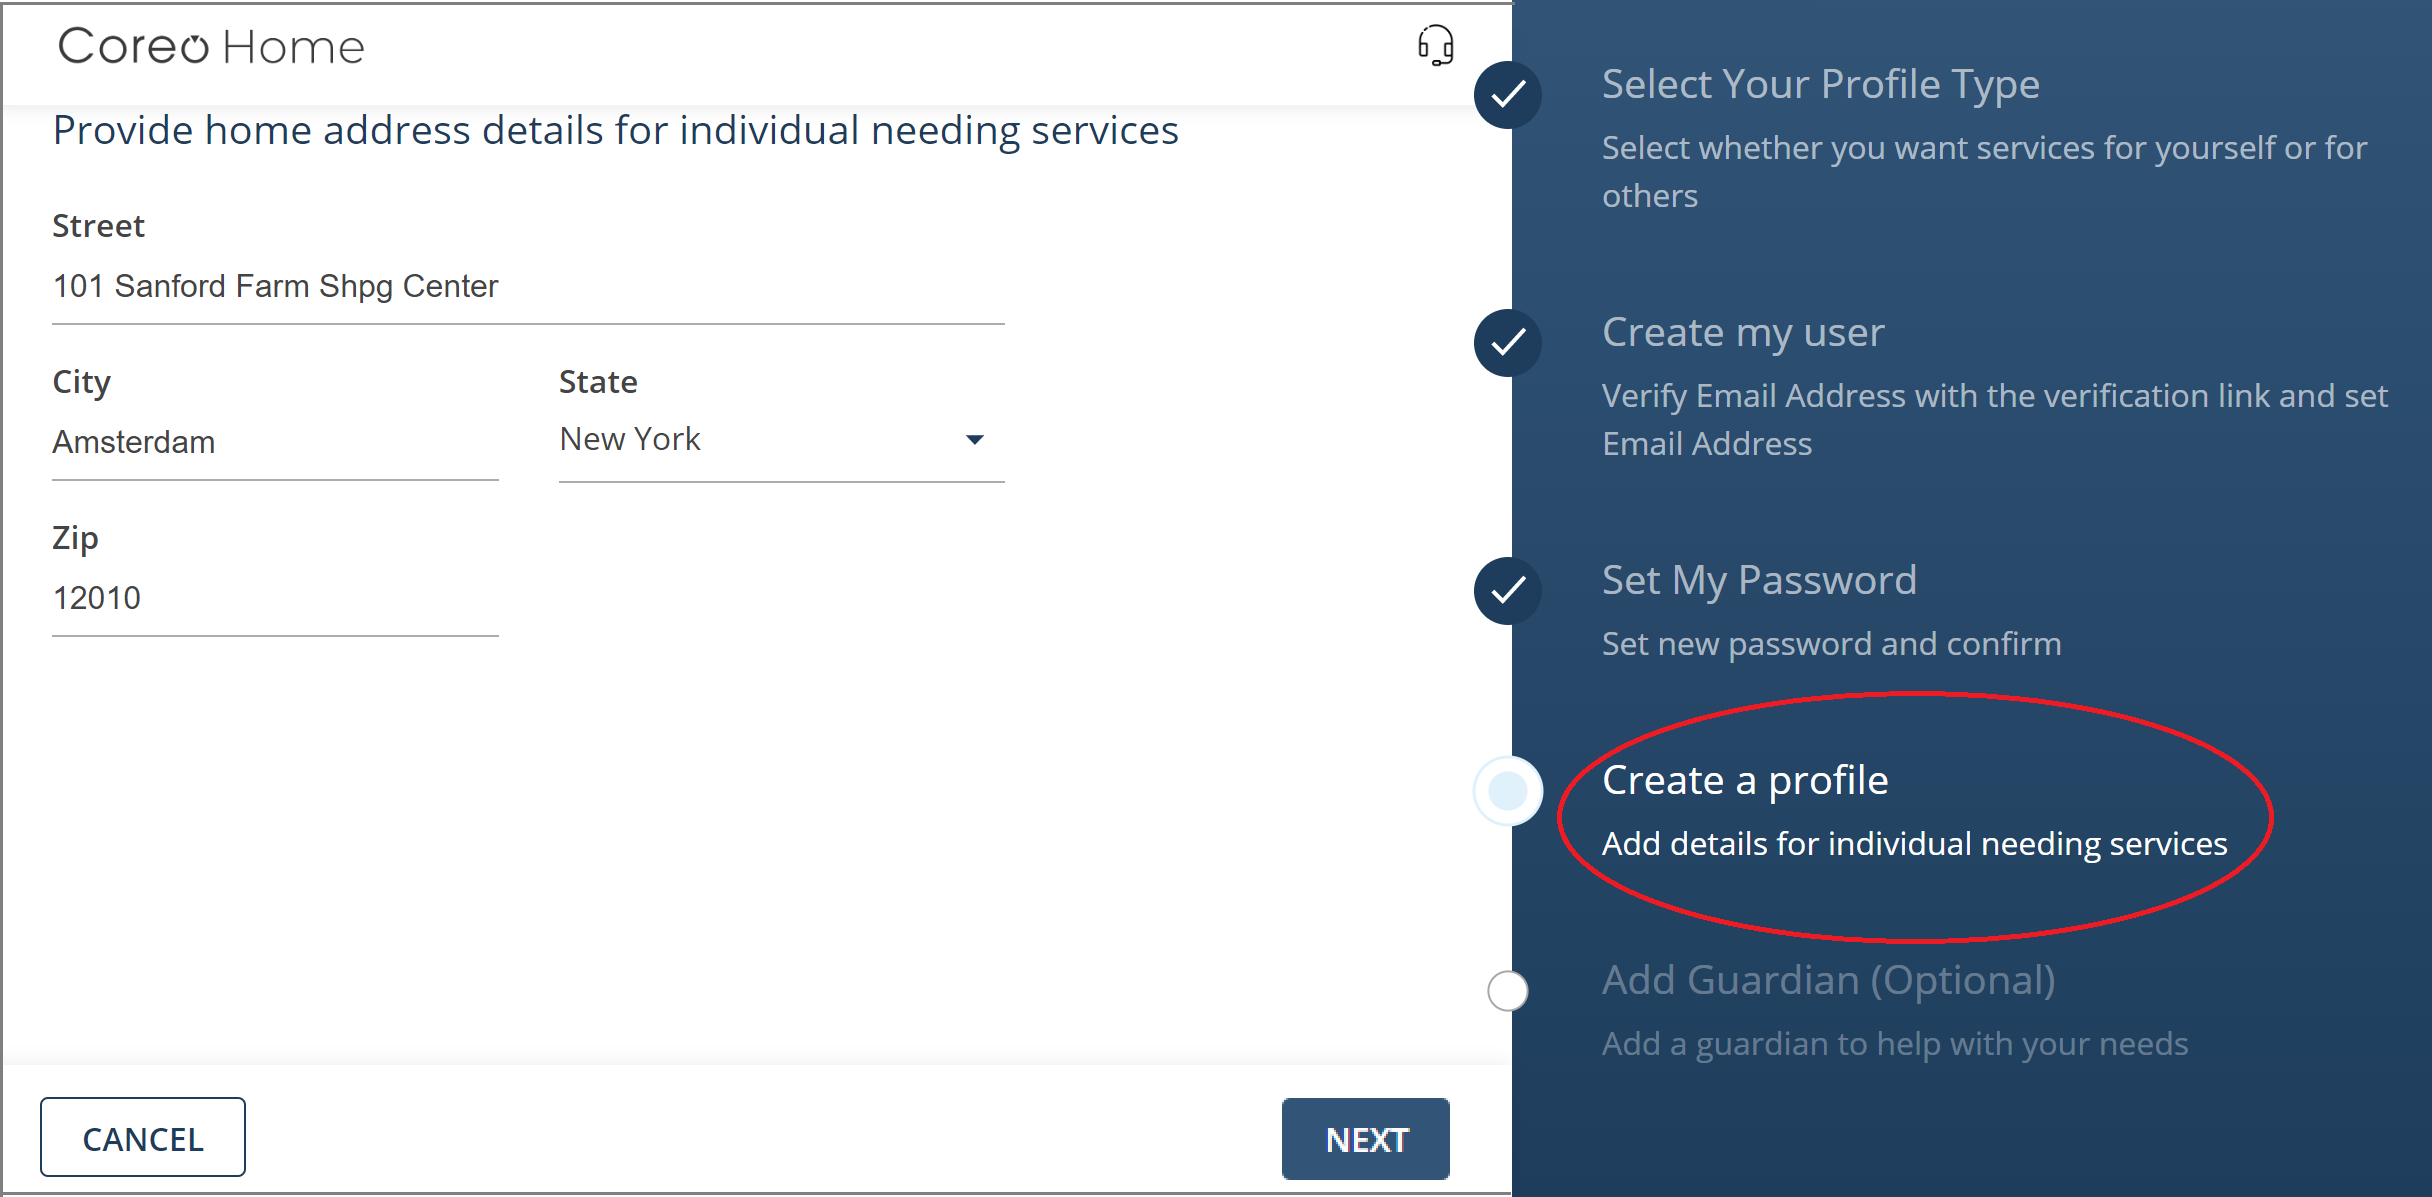 Coreo Home
Provide home address details for individual needing services
Street
101 Sanford Farm Shpg Center
City
State
Amsterdam
New York
Zip
12010
CANCEL
NEXT
Select Your Profile Type
Select whether you want services for yourself or for
others
Create my user
Verify Email Address with the verification link and set
Email Address
Set My Password
Set new password and confirm
Create a profile
Add details for individual needing services
Add Guardian (Optional)
Add a guardian to help with your needs